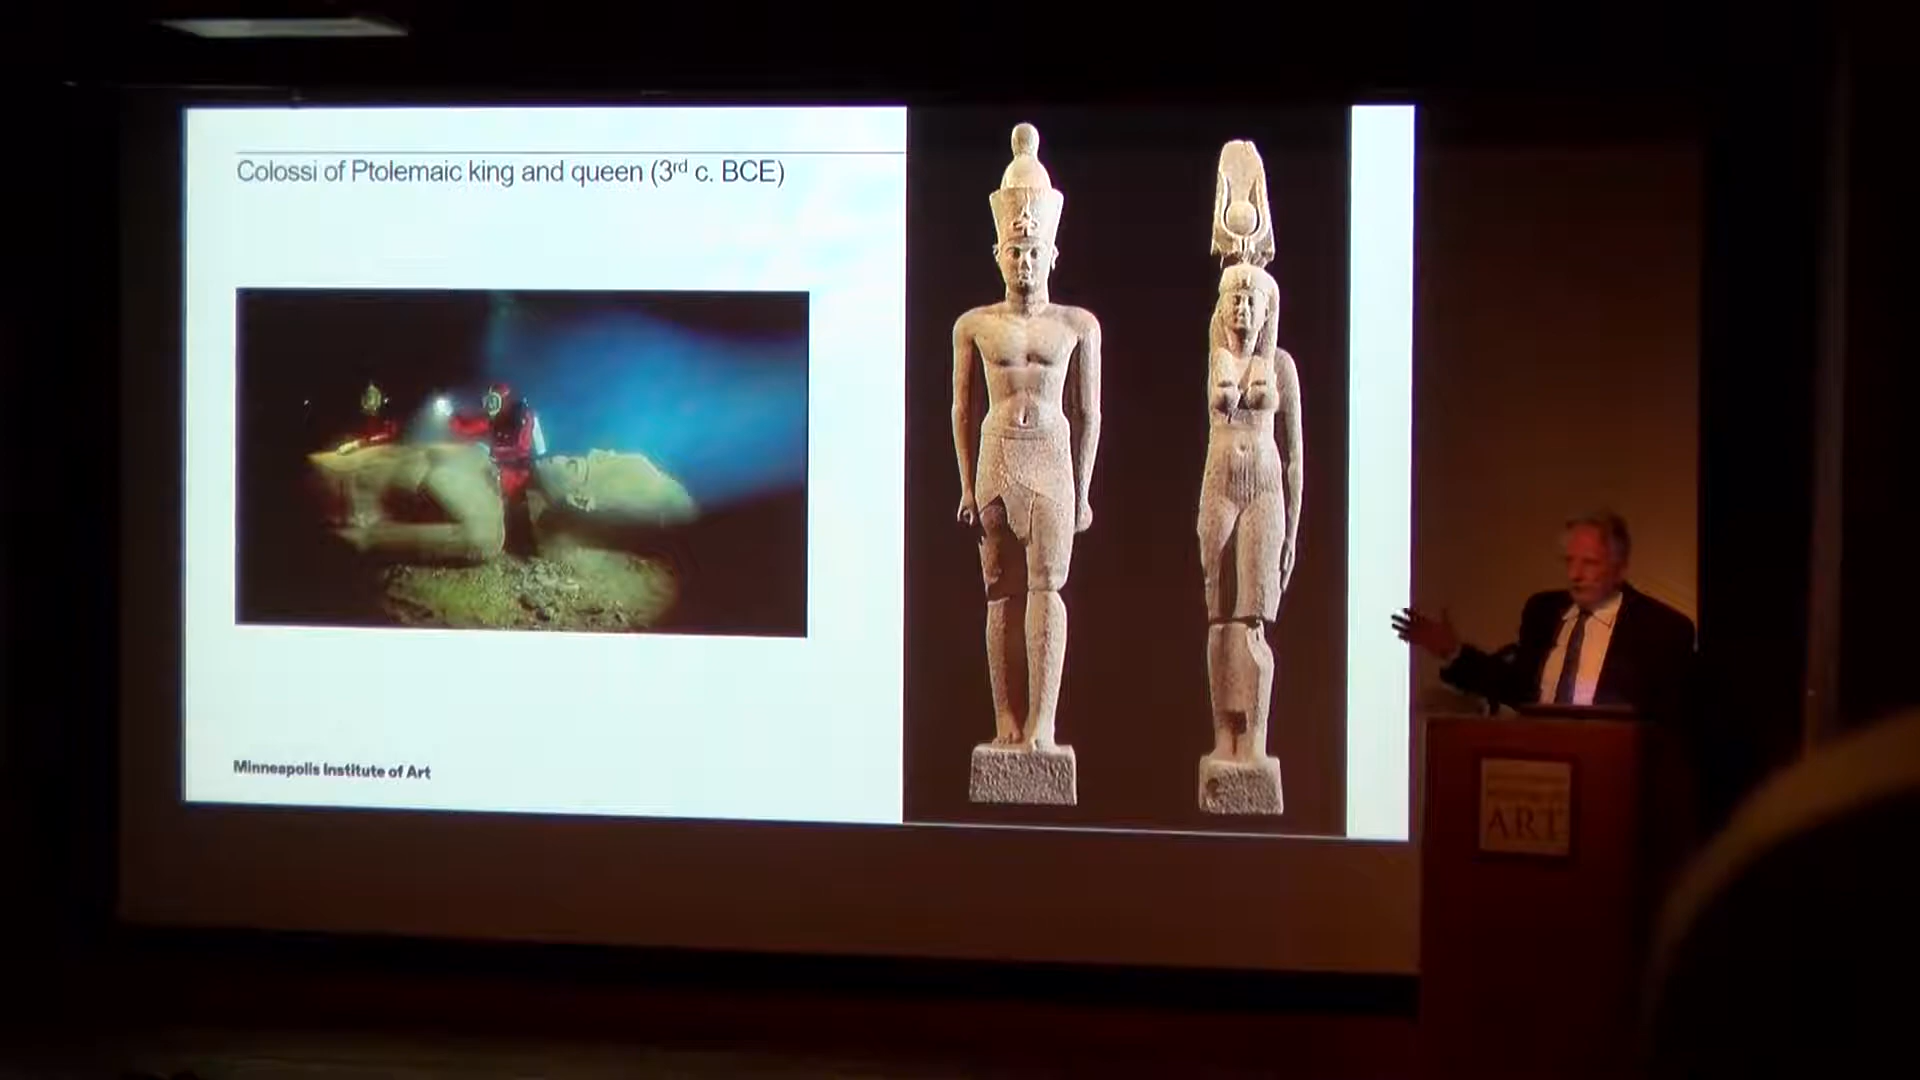 Colossi of Ptolemaic king and queen (3rd c. BCE)
Minneapolis Institute of Art
ART